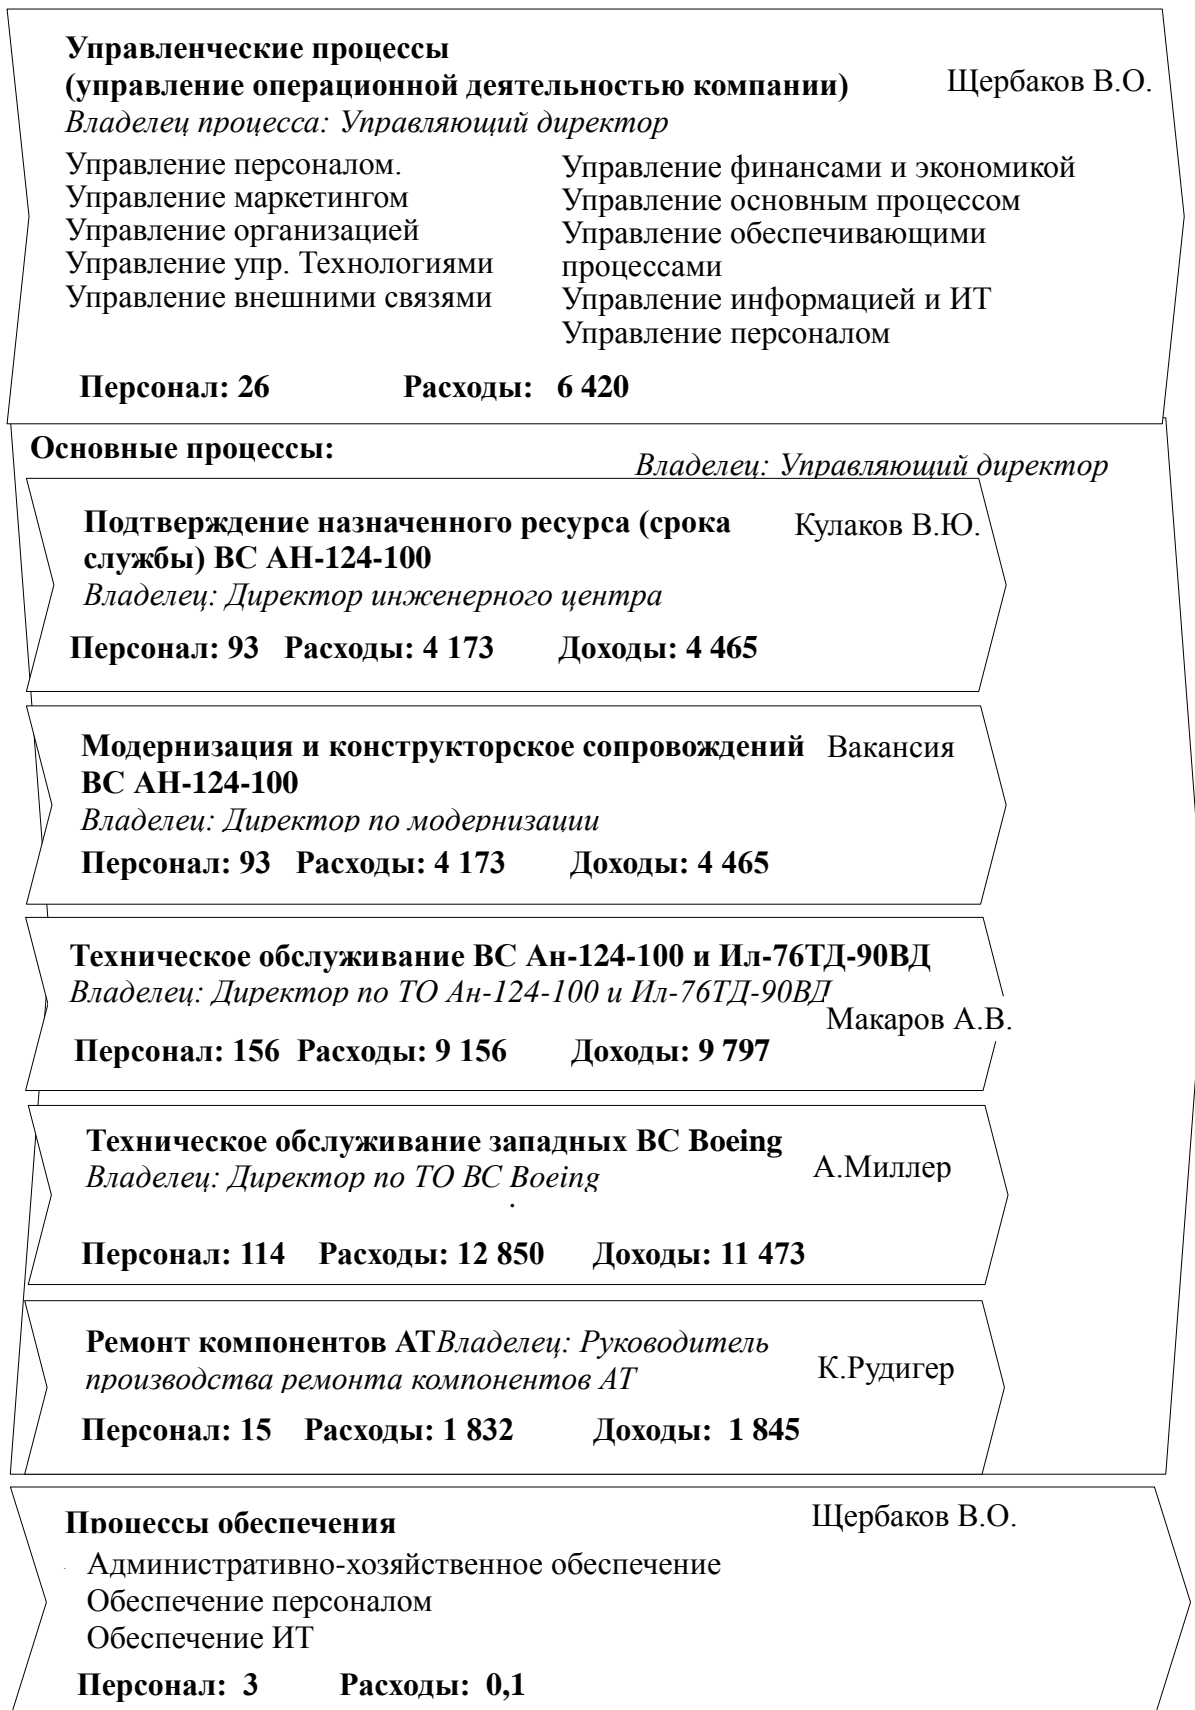 Управленческие процессы
(управление операционной деятельностью компании)
Щербаков В.О.
Владелец процесса: Управляющий директор
Управление персоналом.
Управление маркетингом
Управление организацией
Управление упр. Технологиями
Управление внешними связями
Управление финансами и экономикой
Управление основным процессом
Управление обеспечивающими
процессами
Управление информацией и ИТ
Управление персоналом
Персонал: 26 Расходы: 6 420
Основные процессы:
Владелец: Управляющий директор
Подтверждение назначенного ресурса (срока
службы) ВС АН-124-100
Кулаков В.Ю.
Владелец: Директор инженерного центра
Персонал: 93 Расходы: 4 173 Доходы: 4 465
Модернизация и конструкторское сопровождений
ВС АН-124-100
Вакансия
Владелец: Директор по модернизации
Персонал: 93 Расходы: 4 173 Доходы: 4 465
Техническое обслуживание ВС Ан-124-100 и Ил-76ТД-90ВД
Владелец: Директор по ТО Ан-124-100 и Ил-76ТД-90ВД
Макаров А.В.
Персонал: 156 Расходы: 9 156 Доходы: 9 797
Техническое обслуживание западных ВС Boeing
Владелец: Директор по ТО ВС Boeing
.
А.Миллер
Персонал: 114 Расходы: 12 850 Доходы: 11 473
Ремонт компонентов АТВладелец: Руководитель
производства ремонта компонентов АТ
К.Рудигер
Персонал: 15 Расходы: 1 832 Доходы: 1 845
Процессы обеспечения
Щербаков В.О.
Административно-хозяйственное обеспечение
Обеспечение персоналом
Обеспечение ИТ
Персонал: 3 Расходы: 0,1